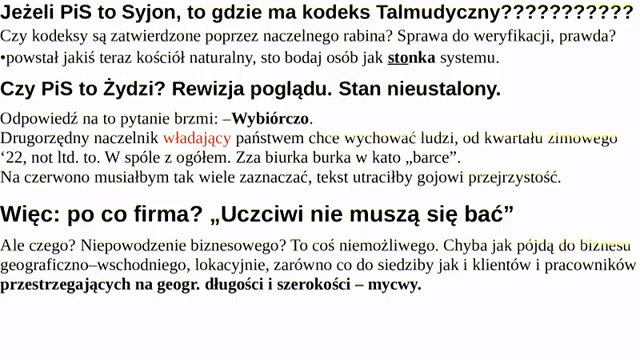 Jeżeli PiS to Syjon, to gdzie ma kodeks Talmudyczny???????????
Czy kodeksy są zatwierdzone poprzez naczelnego rabina? Sprawa do weryfikacji, prawda?
•powstał jakiś teraz kościół naturalny, sto bodaj osób jak stonka systemu.
Czy PiS to Żydzi? Rewizja poglądu. Stan nieustalony.
Odpowiedź na to pytanie brzmi: –Wybiórczo.
Drugorzędny naczelnik władający państwem chce wychować ludzi, od kwartału zimowego
‘22, not ltd. to. W spóle z ogółem. Zza biurka burka w kato „barce”.
Na czerwono musiałbam tak wiele zaznaczać, tekst utraciłby gojowi przejrzystość.
Więc: po co firma? „Uczciwi nie muszą się bać”
Ale czego? Niepowodzenie biznesowego? To coś niemożliwego. Chyba jak pójdą do biznesu
geograficzno–wschodniego, lokacyjnie, zarówno co do siedziby jak i klientów i pracowników
przestrzegających na geogr. długości i szerokości – mycwy.